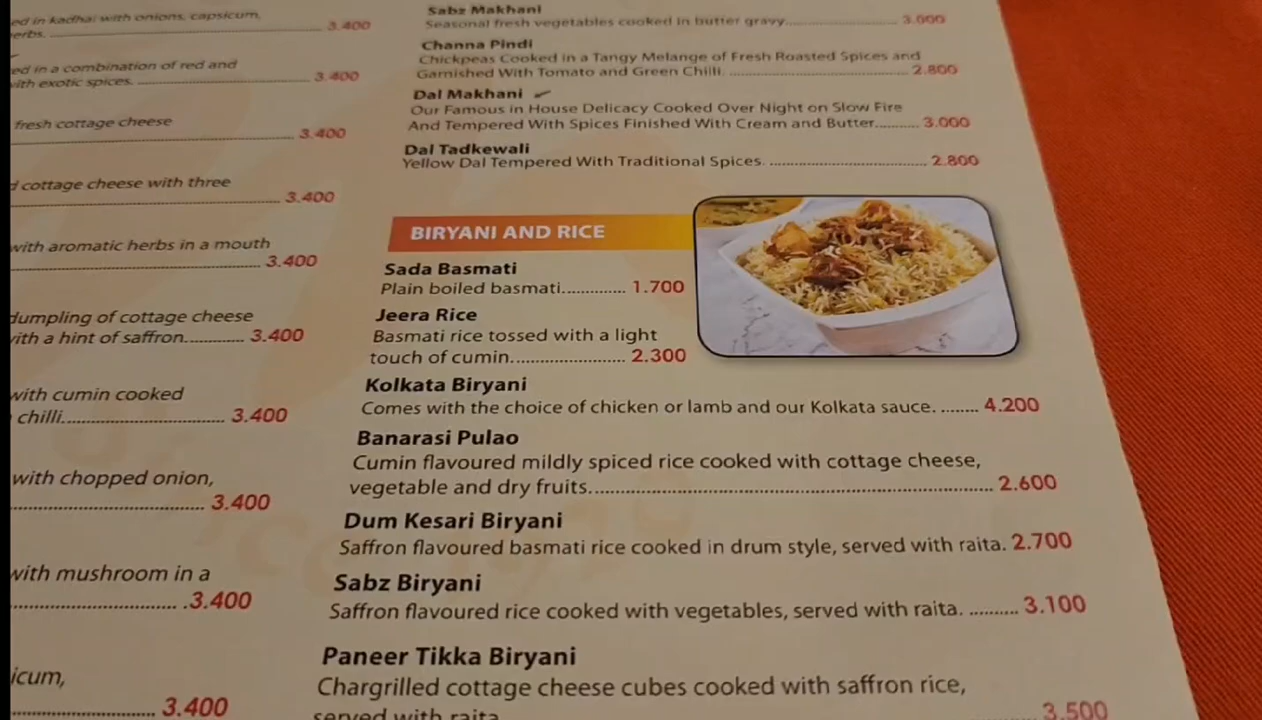 ed in kadhai with onions, capsicum,
erbs. 3.400
ed in a combination of red and
with exotic spices. 3.400
fresh cottage cheese
3.400
d cottage cheese with three
3.400
with aromatic herbs in a mouth
3.400
dumpling of cottage cheese
with a hint of saffron. 3.400
with cumin cooked
chilli. 3.400
with chopped onion,
3.400
with mushroom in a
.3.400
icum,
3.400
Sabz Makhani
Seasonal fresh vegetables cooked in butter gravy. 3.000
Channa Pindi
Chickpeas Cooked in a Tangy Melange of Fresh Roasted Spices and
Garnished With Tomato and Green Chilli. 2.800
Dal Makhani
Our Famous in House Delicacy Cooked Over Night on Slow Fire
And Tempered With Spices Finished With Cream and Butter. 3.000
Dal Tadkewali
Yellow Dal Tempered With Traditional Spices. 2.800
BIRYANI AND RICE
Sada Basmati
Plain boiled basmati. 1.700
Jeera Rice
Basmati rice tossed with a light
touch of cumin. 2.300
Kolkata Biryani
Comes with the choice of chicken or lamb and our Kolkata sauce. 4.200
Banarasi Pulao
Cumin flavoured mildly spiced rice cooked with cottage cheese,
vegetable and dry fruits. 2.600
Dum Kesari Biryani
Saffron flavoured basmati rice cooked in drum style, served with raita. 2.700
Sabz Biryani
Saffron flavoured rice cooked with vegetables, served with raita. 3.100
Paneer Tikka Biryani
Chargrilled cottage cheese cubes cooked with saffron rice,
served with raita 3.500